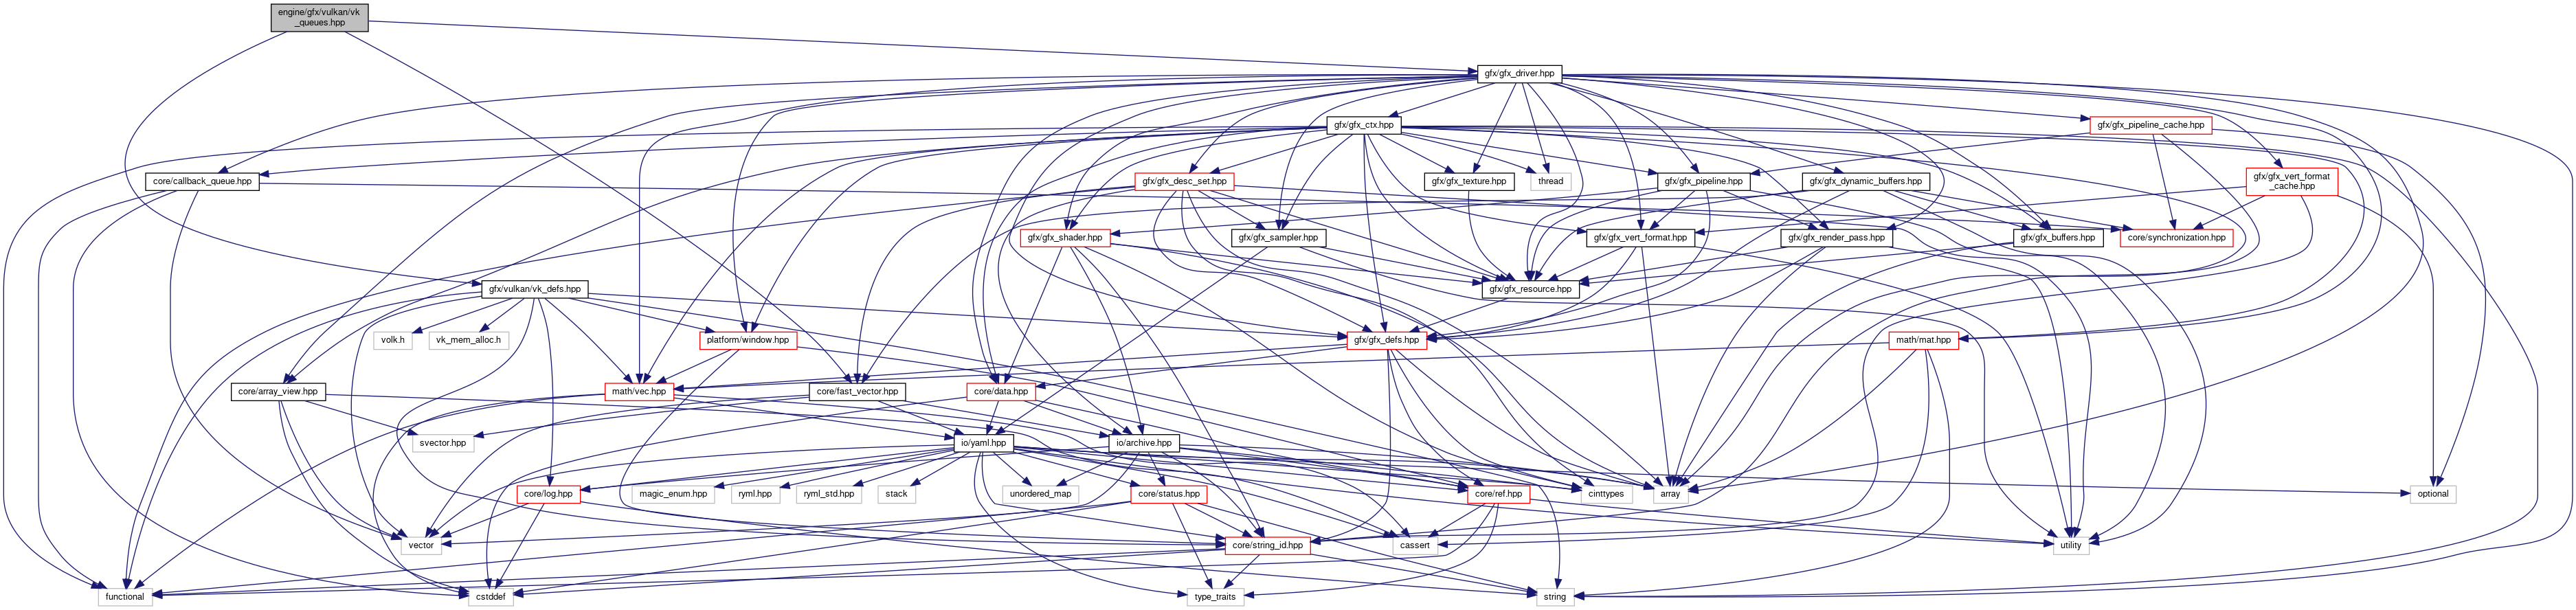 engine/gfx/vulkan/vk
_queues.hpp
gfx/gfx_driver.hpp
gfx/gfx_ctx.hpp
gfx/gfx_pipeline_cache.hpp
core/callback_queue.hpp
gfx/gfx_desc_set.hpp
gfx/gfx_texture.hpp
thread
gfx/gfx_pipeline.hpp
gfx/gfx_dynamic_buffers.hpp
gfx/gfx_vert_format
_cache.hpp
gfx/gfx_shader.hpp
gfx/gfx_sampler.hpp
gfx/gfx_vert_format.hpp
gfx/gfx_render_pass.hpp
gfx/gfx_buffers.hpp
core/synchronization.hpp
gfx/vulkan/vk_defs.hpp
gfx/gfx_resource.hpp
volk.h
vk_mem_alloc.h
platform/window.hpp
gfx/gfx_defs.hpp
math/mat.hpp
core/array_view.hpp
math/vec.hpp
core/fast_vector.hpp
core/data.hpp
svector.hpp
io/yaml.hpp
io/archive.hpp
core/log.hpp
magic_enum.hpp
ryml.hpp
ryml_std.hpp
stack
unordered_map
core/status.hpp
core/ref.hpp
cinttypes
array
optional
vector
core/string_id.hpp
cassert
utility
functional
cstddef
type_traits
string